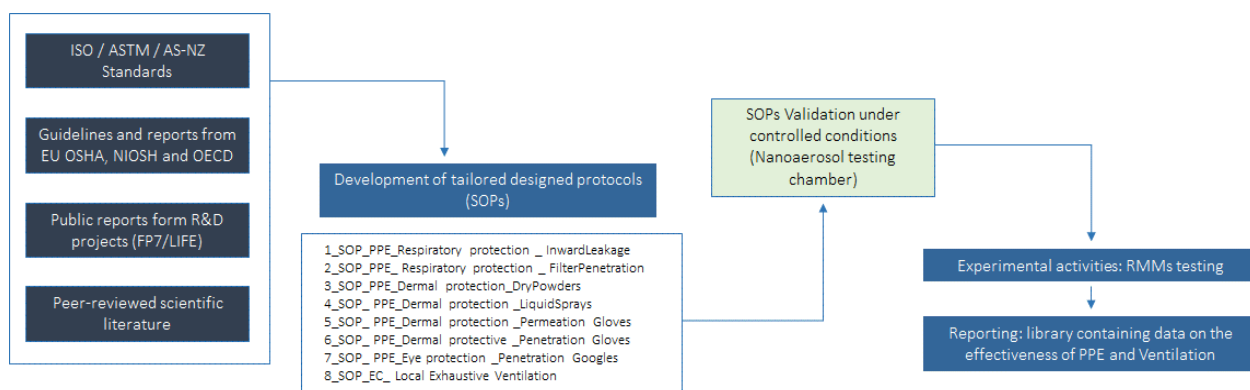 ISO / ASTM / AS-NZ
Standards
Guidelines and reports from
EU OSHA, NIOSH and OECD
Public reports form R&D
projects (FP7/LIFE)
Peer-reviewed scientific
literature
Development of tailored designed protocols
(SOPs)
1_SOP_PPE_Respiratory protection _ InwardLeakage
2_SOP_PPE_ Respiratory protection _ FilterPenetration
3_SOP_PPE_Dermal protection_DryPowders
4_SOP_ PPE_Dermal protection _LiquidSprays
5_SOP_ PPE_Dermal protection _Permeation Gloves
6_SOP_ PPE_Dermal protective _Penetration Gloves
7_SOP_ PPE_Eye protection _Penetration Googles
8_SOP_EC_ Local Exhaustive Ventilation
SOPs Validation under
controlled conditions
(Nanoaerosol testing
chamber)
Experimental activities: RMMs testing
Reporting: library containing data on the
effectiveness of PPE and Ventilation